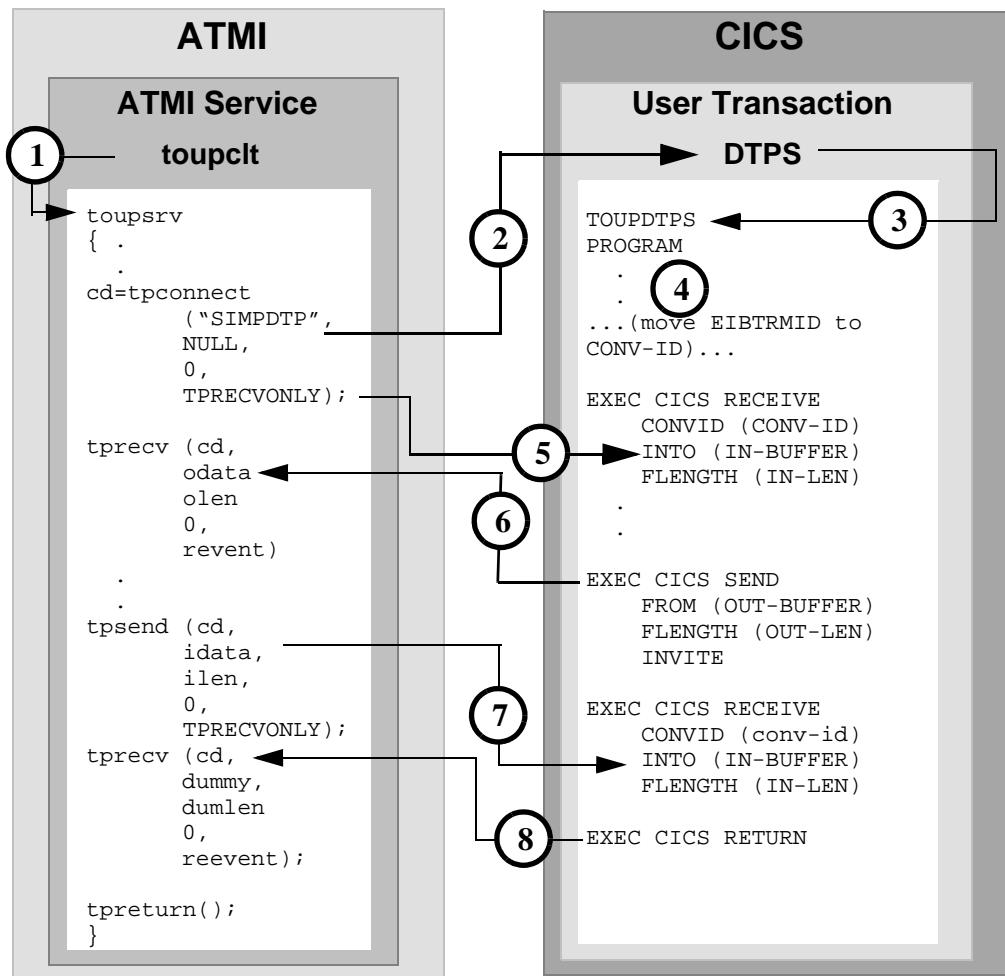 ATMI
ATMI Service
toupclt
1
toupsrv
{ .
.
cd=tpconnect
(“SIMPDTP”,
NULL,
0,
TPRECVONLY);
tprecv (cd,
odata
olen
0,
revent)
.
.
tpsend (cd,
idata,
ilen,
0,
TPRECVONLY);
tprecv (cd,
dummy,
dumlen
0,
reevent);
tpreturn();
}
2
5
6
7
8
CICS
User Transaction
DTPS
3
TOUPDTPS
PROGRAM
.
4
.
...(move EIBTRMID to
CONV-ID)...
EXEC CICS RECEIVE
CONVID (CONV-ID)
INTO (IN-BUFFER)
FLENGTH (IN-LEN)
.
.
EXEC CICS SEND
FROM (OUT-BUFFER)
FLENGTH (OUT-LEN)
INVITE
EXEC CICS RECEIVE
CONVID (conv-id)
INTO (IN-BUFFER)
FLENGTH (IN-LEN)
EXEC CICS RETURN